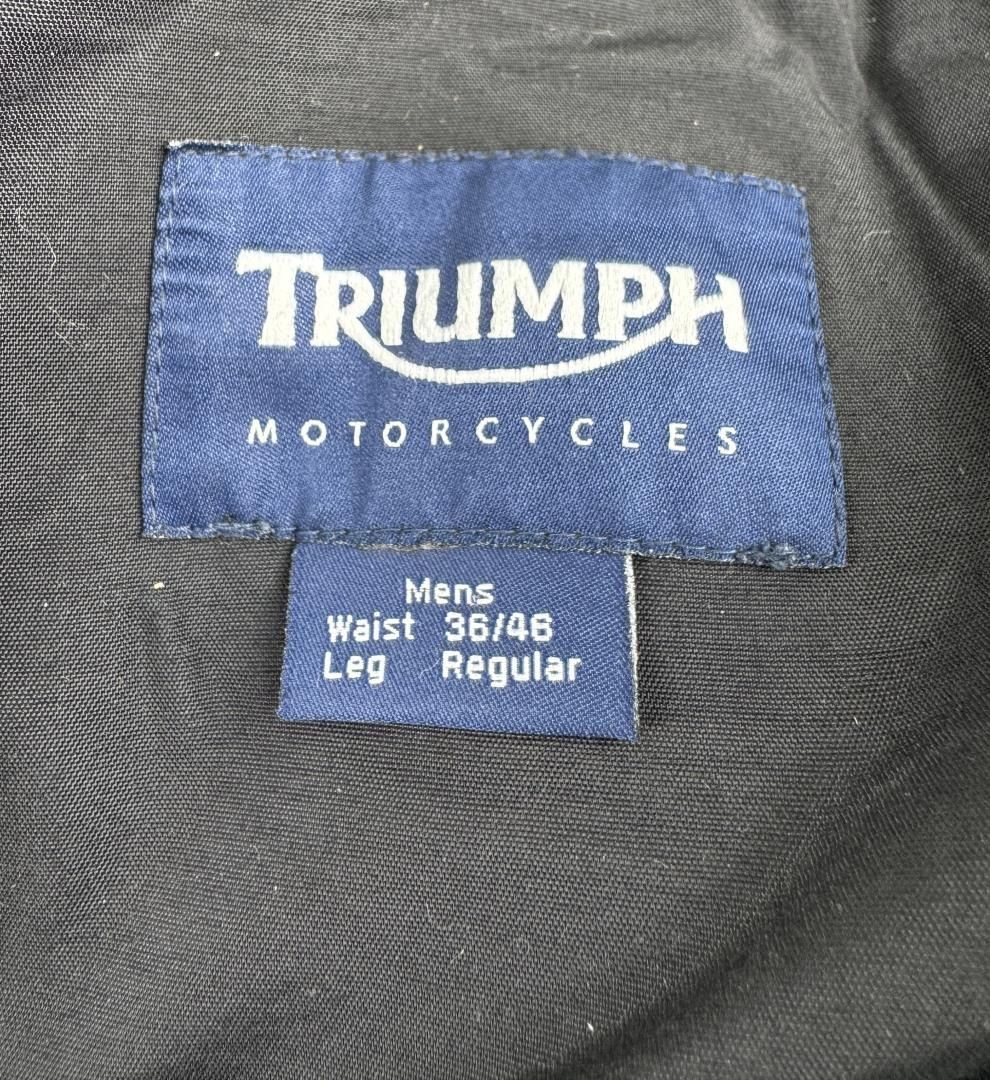 TRIUMPH
MOTORCYCLES
Mens
Waist 36/46
Leg Regular